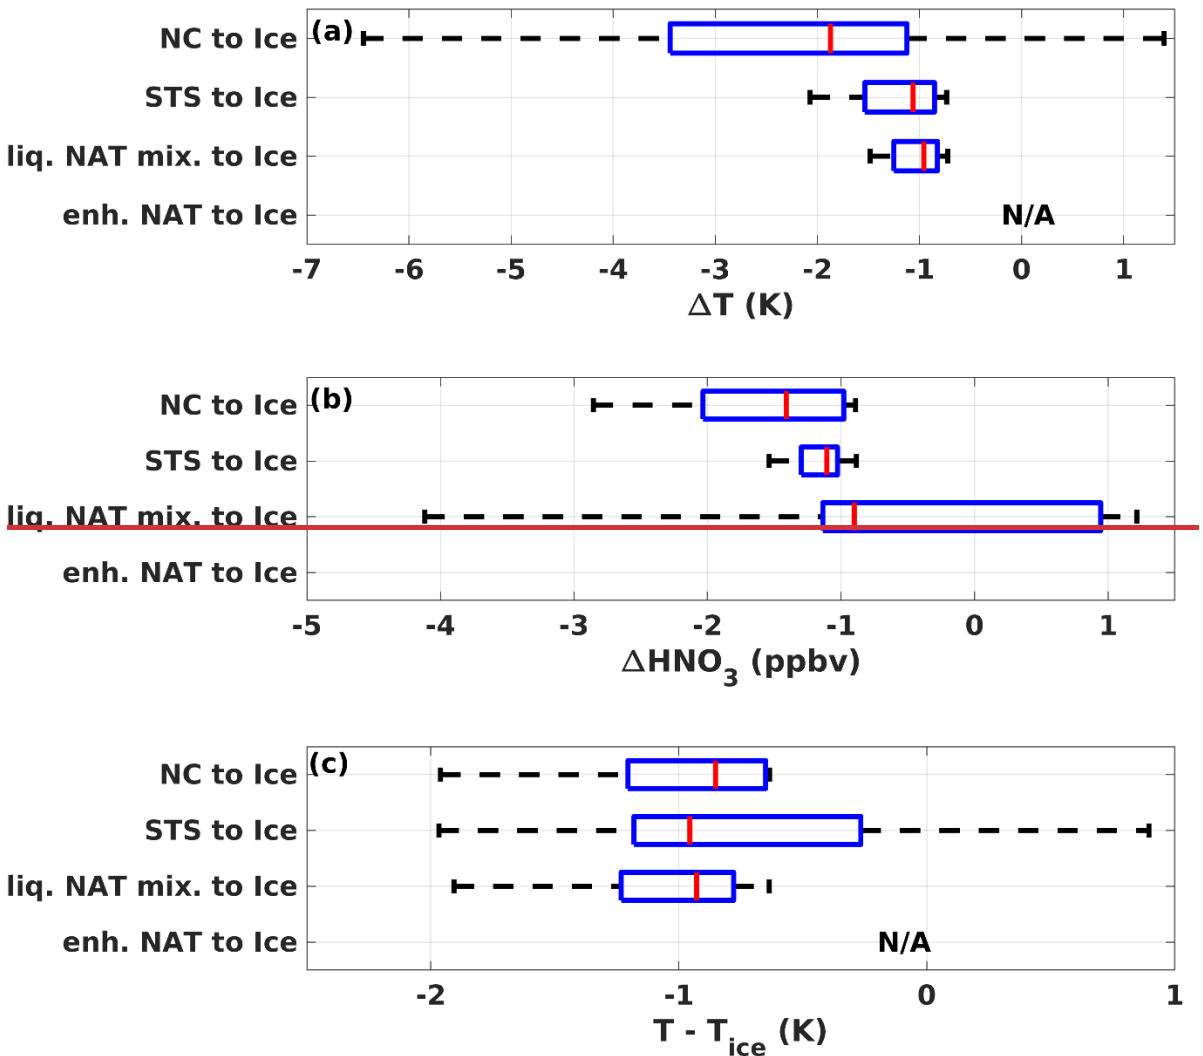 (a)
NC to Ice
STS to Ice
liq. NAT mix. to Ice
enh. NAT to Ice
N/A
-7 -6 -5 -4 -3 -2 -1 0 1
ΔT (K)
(b)
NC to Ice
STS to Ice
liq. NAT mix. to Ice
enh. NAT to Ice
-5 -4 -3 -2 -1 0 1
ΔHNO₃ (ppbv)
(c)
NC to Ice
STS to Ice
liq. NAT mix. to Ice
enh. NAT to Ice
N/A
-2 -1 0 1
T - Tice (K)